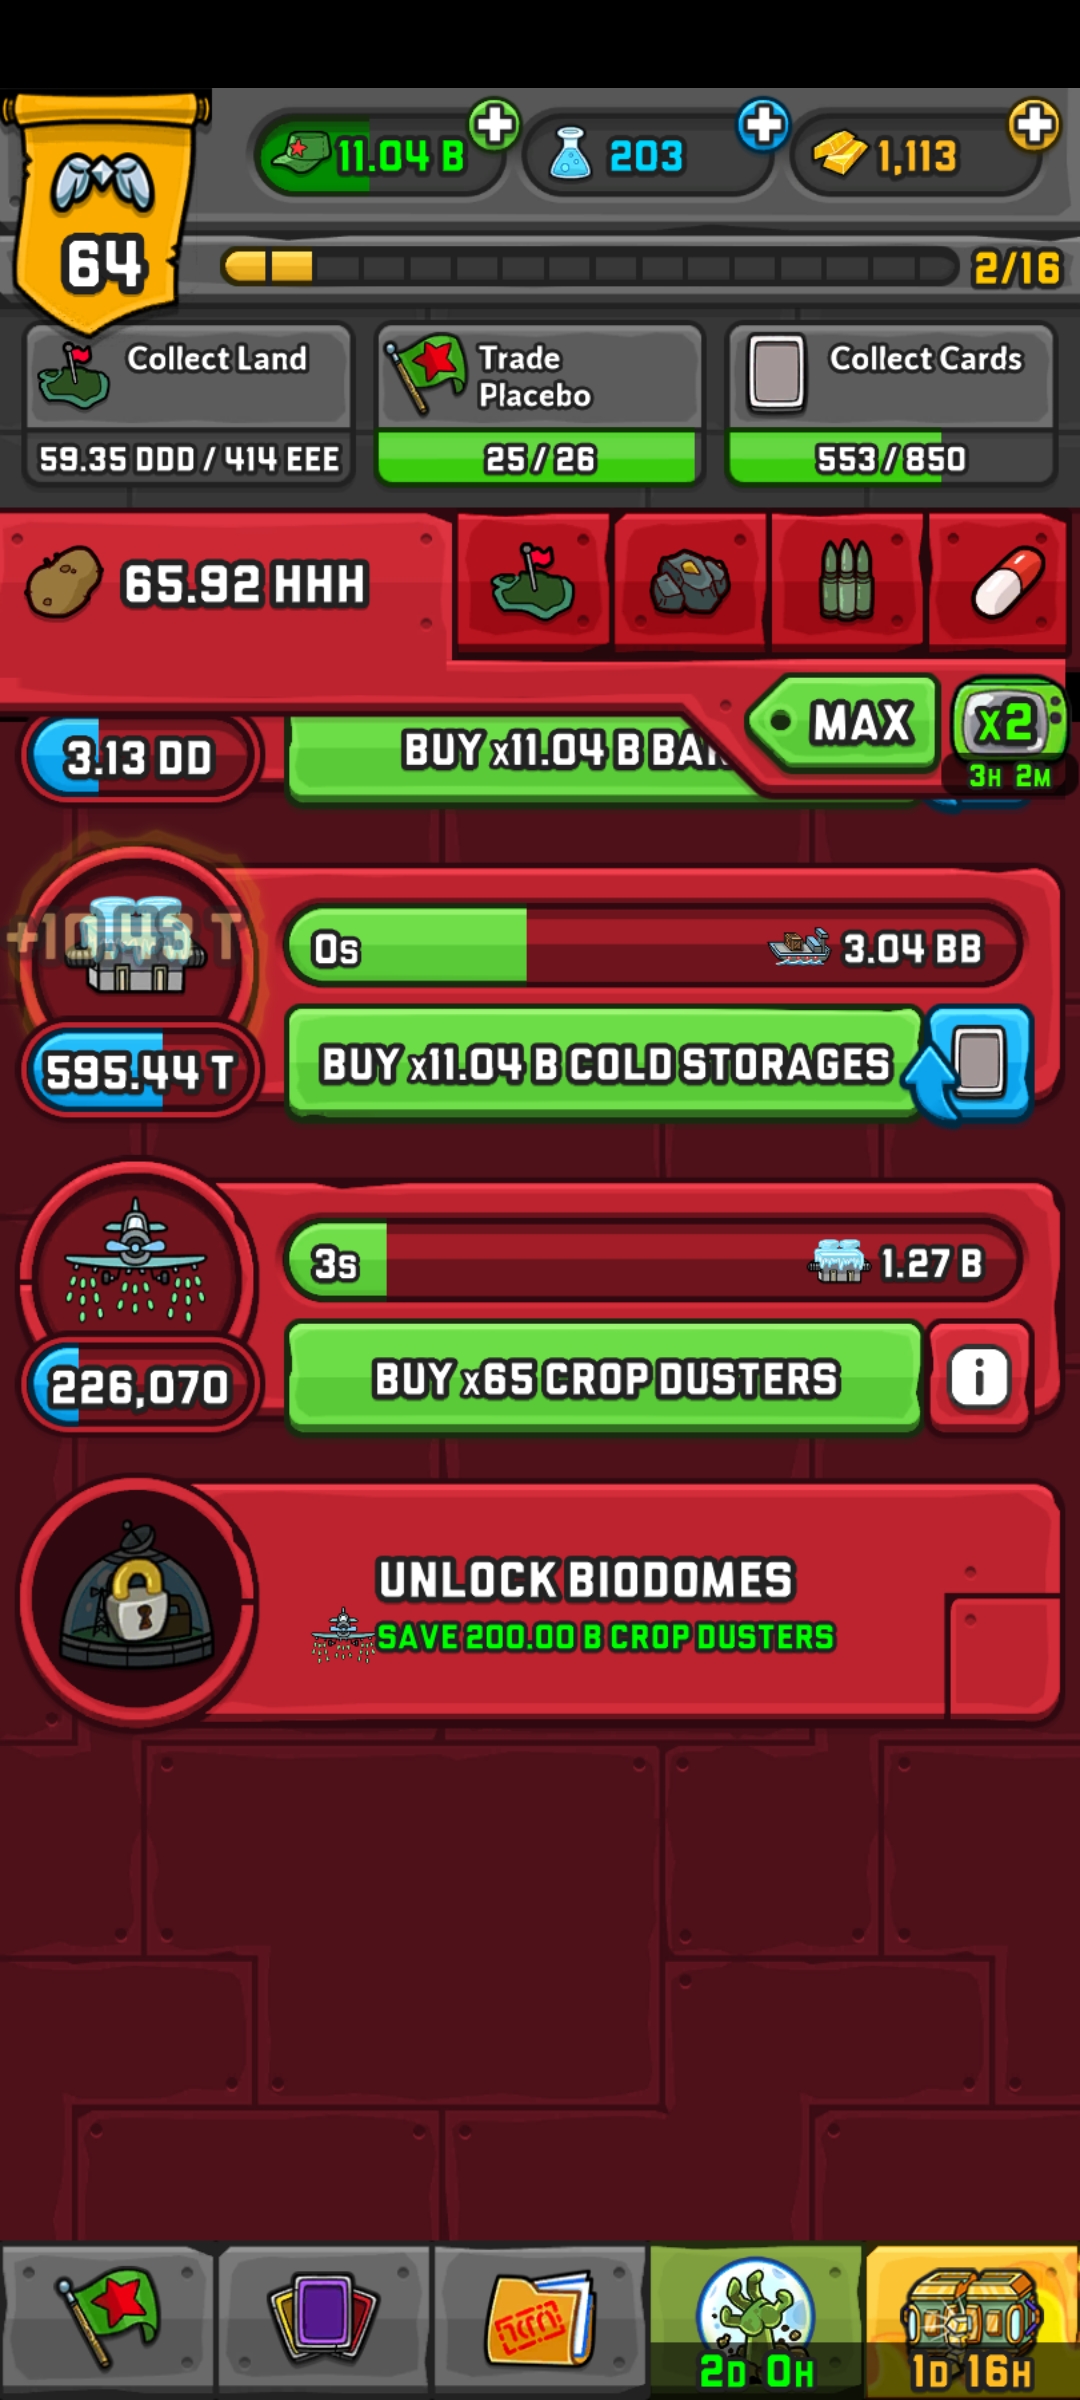 11.04 B
203
1,113
64
2/16
Collect Land
59.35 DDD / 414 EEE
Trade
Placebo
25 / 26
Collect Cards
553 / 850
65.92 HHH
MAX
x2
3H 2M
3.13 DD
BUY x11.04 B
+10.43 T
0s
3.04 BB
595.44 T
BUY x11.04 B COLD STORAGES
3s
1.27 B
226,070
BUY x65 CROP DUSTERS
i
UNLOCK BIODOMES
SAVE 200.00 B CROP DUSTERS
2D 0H
1D 16H